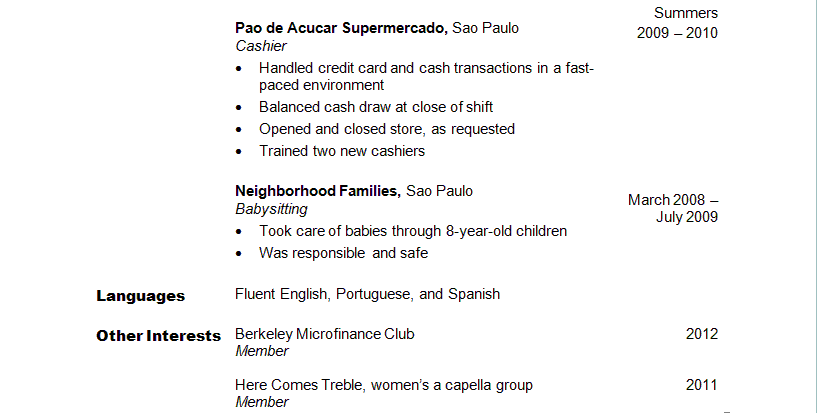 Summers
Pao de Acucar Supermercado, Sao Paulo
2009 – 2010
Cashier
• Handled credit card and cash transactions in a fast-
paced environment
• Balanced cash draw at close of shift
• Opened and closed store, as requested
• Trained two new cashiers
Neighborhood Families, Sao Paulo
March 2008 –
Babysitting
July 2009
• Took care of babies through 8-year-old children
• Was responsible and safe
Languages Fluent English, Portuguese, and Spanish
Other Interests Berkeley Microfinance Club 2012
Member
Here Comes Treble, women’s a capella group 2011
Member